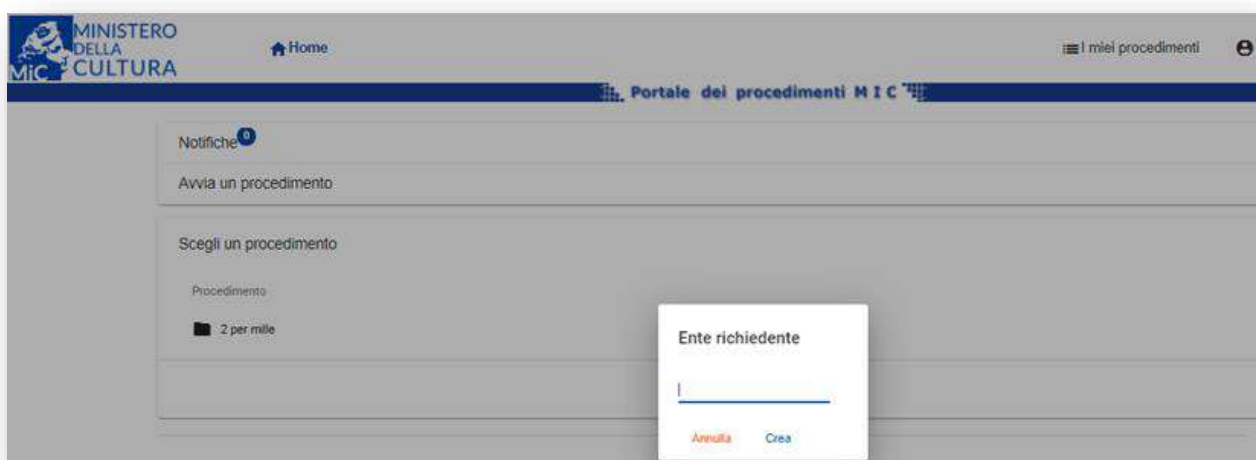 MINISTERO
DELLA
CULTURA
MiC
Home
I miei procedimenti
Portale dei procedimenti M I C
Notifiche 0
Avvia un procedimento
Scegli un procedimento
Procedimento
2 per mille
Ente richiedente
Annulla Crea